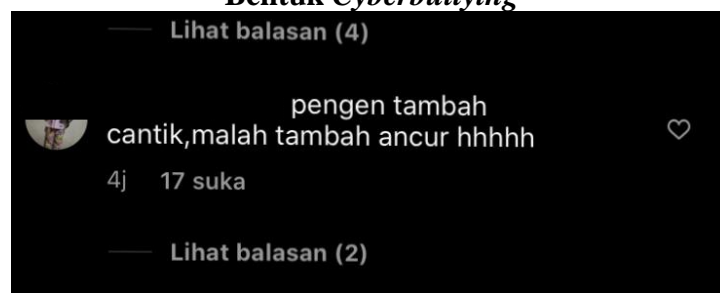 Bentuk Cyberbullying
Lihat balasan (4)
pengen tambah
cantik,malah tambah ancur hhhhh
4j 17 suka
Lihat balasan (2)